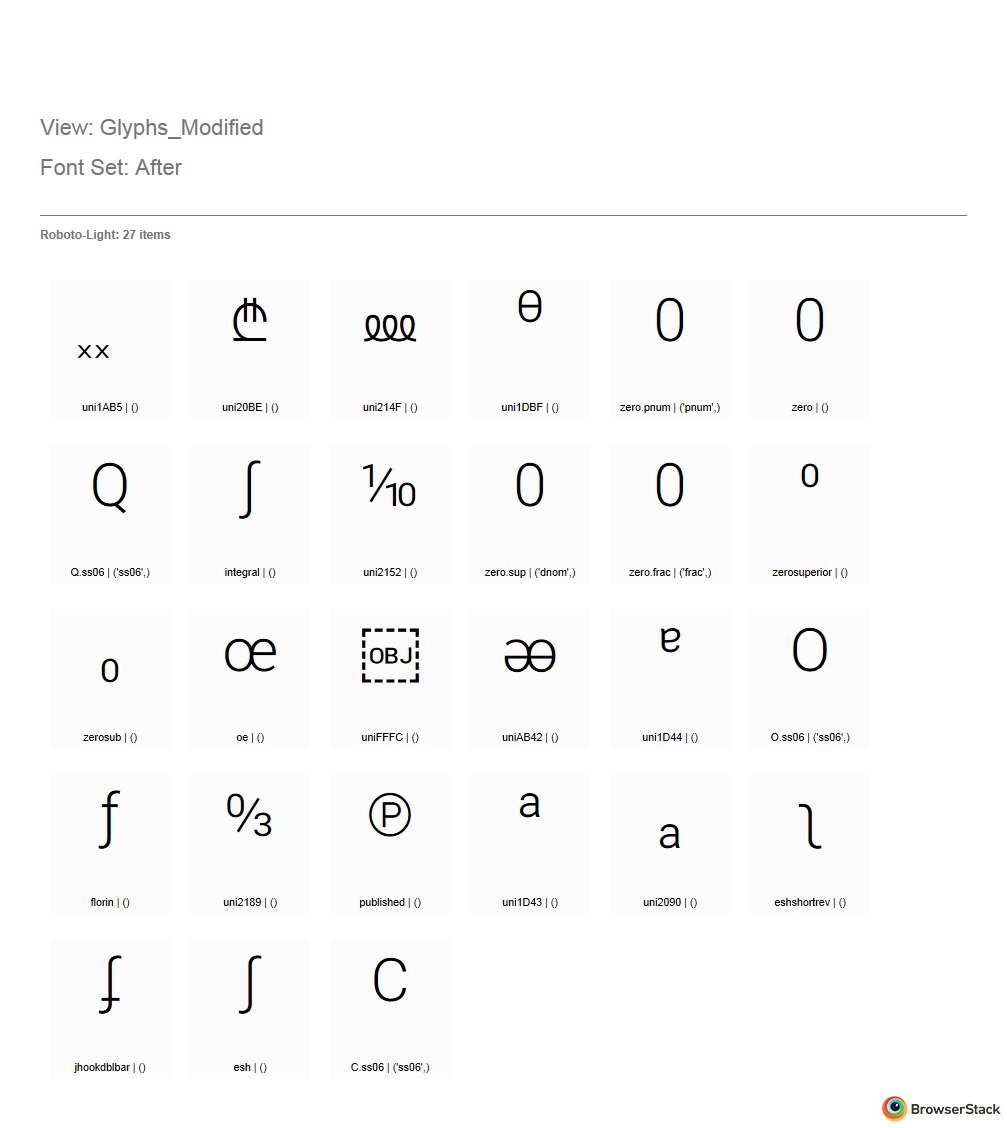 View: Glyphs_Modified
Font Set: After
Roboto-Light: 27 items
xx ₾ ⅏ ᶿ 0 0
uni1AB5 | () uni20BE | () uni214F | () uni1DBF | () zero.pnum | ('pnum',) zero | ()
Q ∫ ⅒ 0 0 ⁰
Q.ss06 | ('ss06',) integral | () uni2152 | () zero.sup | ('dnom',) zero.frac | ('frac',) zerosuperior | ()
₀ œ OBJ ꭂ ᵄ O
zerosub | () oe | () uniFFFC | () uniAB42 | () uni1D44 | () O.ss06 | ('ss06',)
ƒ ↉ ℗ ᵃ ₐ ʅ
florin | () uni2189 | () published | () uni1D43 | () uni2090 | () eshshortrev | ()
ʄ ʃ C
jhookdblbar | () esh | () C.ss06 | ('ss06',)
BrowserStack